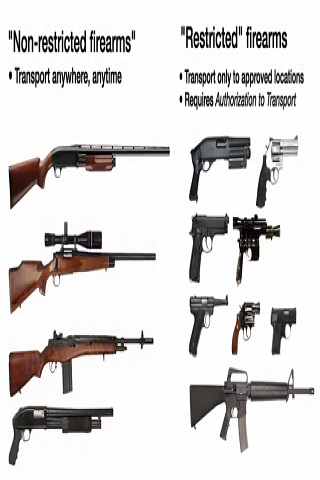 "Non-restricted firearms"
• Transport anywhere, anytime
"Restricted" firearms
• Transport only to approved locations
• Requires Authorization to Transport